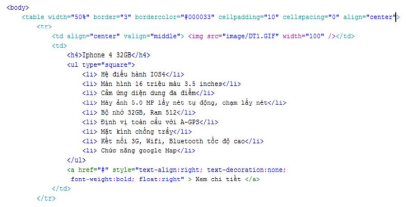 <body>
<table width="50%" border="3" bordercolor="#000033" cellpadding="10" cellspacing="0" align="center">
<tr>
<td align="center" valign="middle"> <img src="image/DT1.GIF" width="100" /></td>
<td>
<h4>Iphone 4 32GB</h4>
<ul type="square">
<li> Hệ điều hành IOS4</li>
<li> Màn hình 16 triệu màu 3.5 inches</li>
<li> Cảm ứng điện dung đa điểm</li>
<li> Máy ảnh 5.0 MP lấy nét tự động, chạm lấy nét</li>
<li> Bộ nhớ 32GB, Ram 512</li>
<li> Định vị toàn cầu với A-GPS</li>
<li> Mặt kính chống trầy</li>
<li> Kết nối 3G, Wifi, Bluetooth tốc độ cao</li>
<li> Chức năng google Map</li>
</ul>
<a href="#" style="text-align:right; text-decoration:none;
font-weight:bold; float:right" > Xem chi tiết </a>
</td>
</tr>